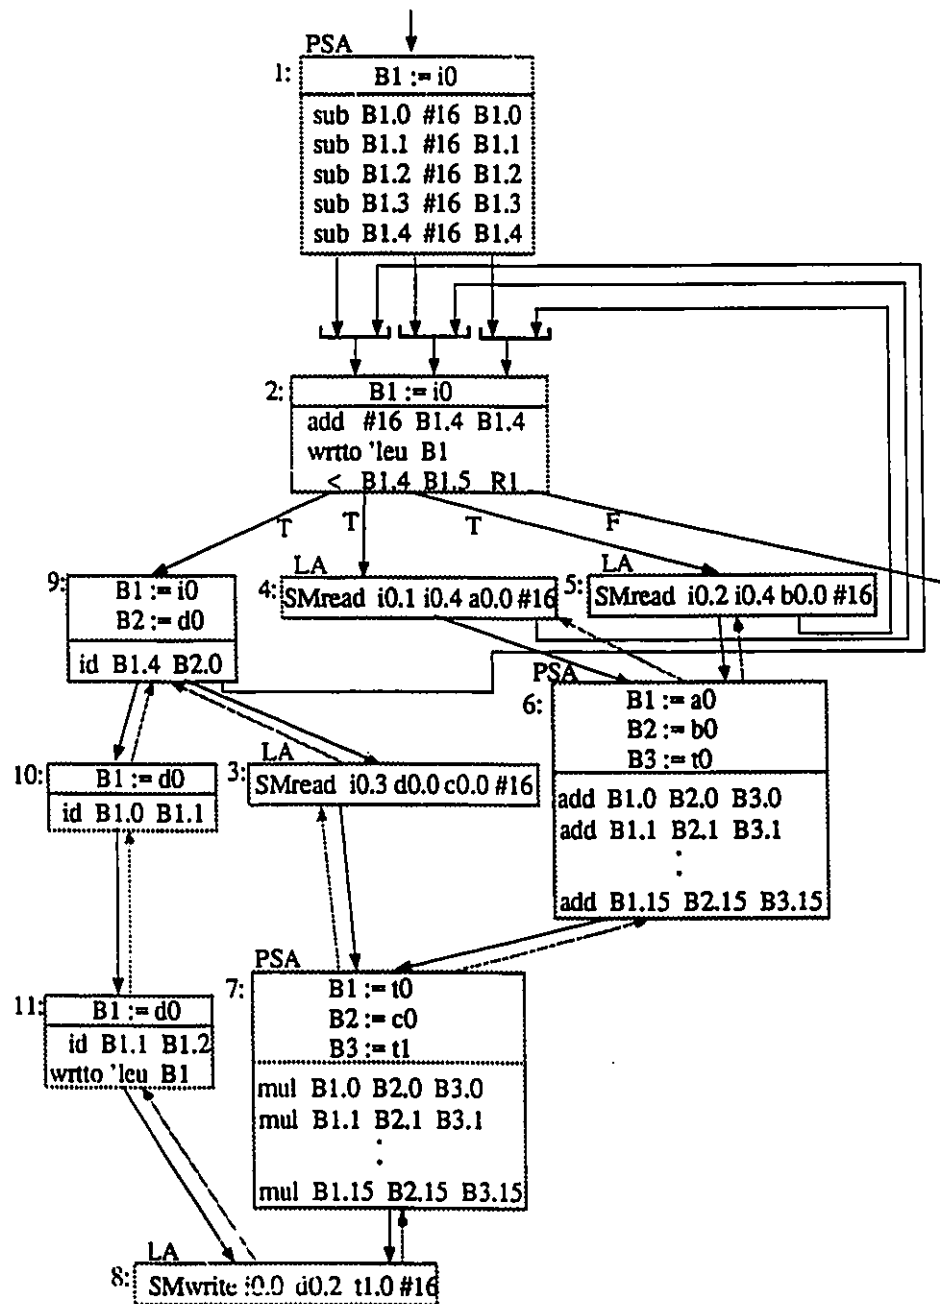 PSA
1:
B1 := i0
sub B1.0 #16 B1.0
sub B1.1 #16 B1.1
sub B1.2 #16 B1.2
sub B1.3 #16 B1.3
sub B1.4 #16 B1.4
2:
B1 := i0
add #16 B1.4 B1.4
wrtto 'leu B1
< B1.4 B1.5 R1
T
T
T
F
9:
B1 := i0
B2 := d0
id B1.4 B2.0
LA
4:
SMread i0.1 i0.4 a0.0 #16
LA
5:
SMread i0.2 i0.4 b0.0 #16
PSA
6:
B1 := a0
B2 := b0
B3 := t0
add B1.0 B2.0 B3.0
add B1.1 B2.1 B3.1
.
.
add B1.15 B2.15 B3.15
10:
B1 := d0
id B1.0 B1.1
LA
3:
SMread i0.3 d0.0 c0.0 #16
PSA
7:
B1 := t0
B2 := c0
B3 := t1
mul B1.0 B2.0 B3.0
mul B1.1 B2.1 B3.1
.
.
mul B1.15 B2.15 B3.15
11:
B1 := d0
id B1.1 B1.2
wrtto 'leu B1
LA
8:
SMwrite i0.0 d0.2 t1.0 #16